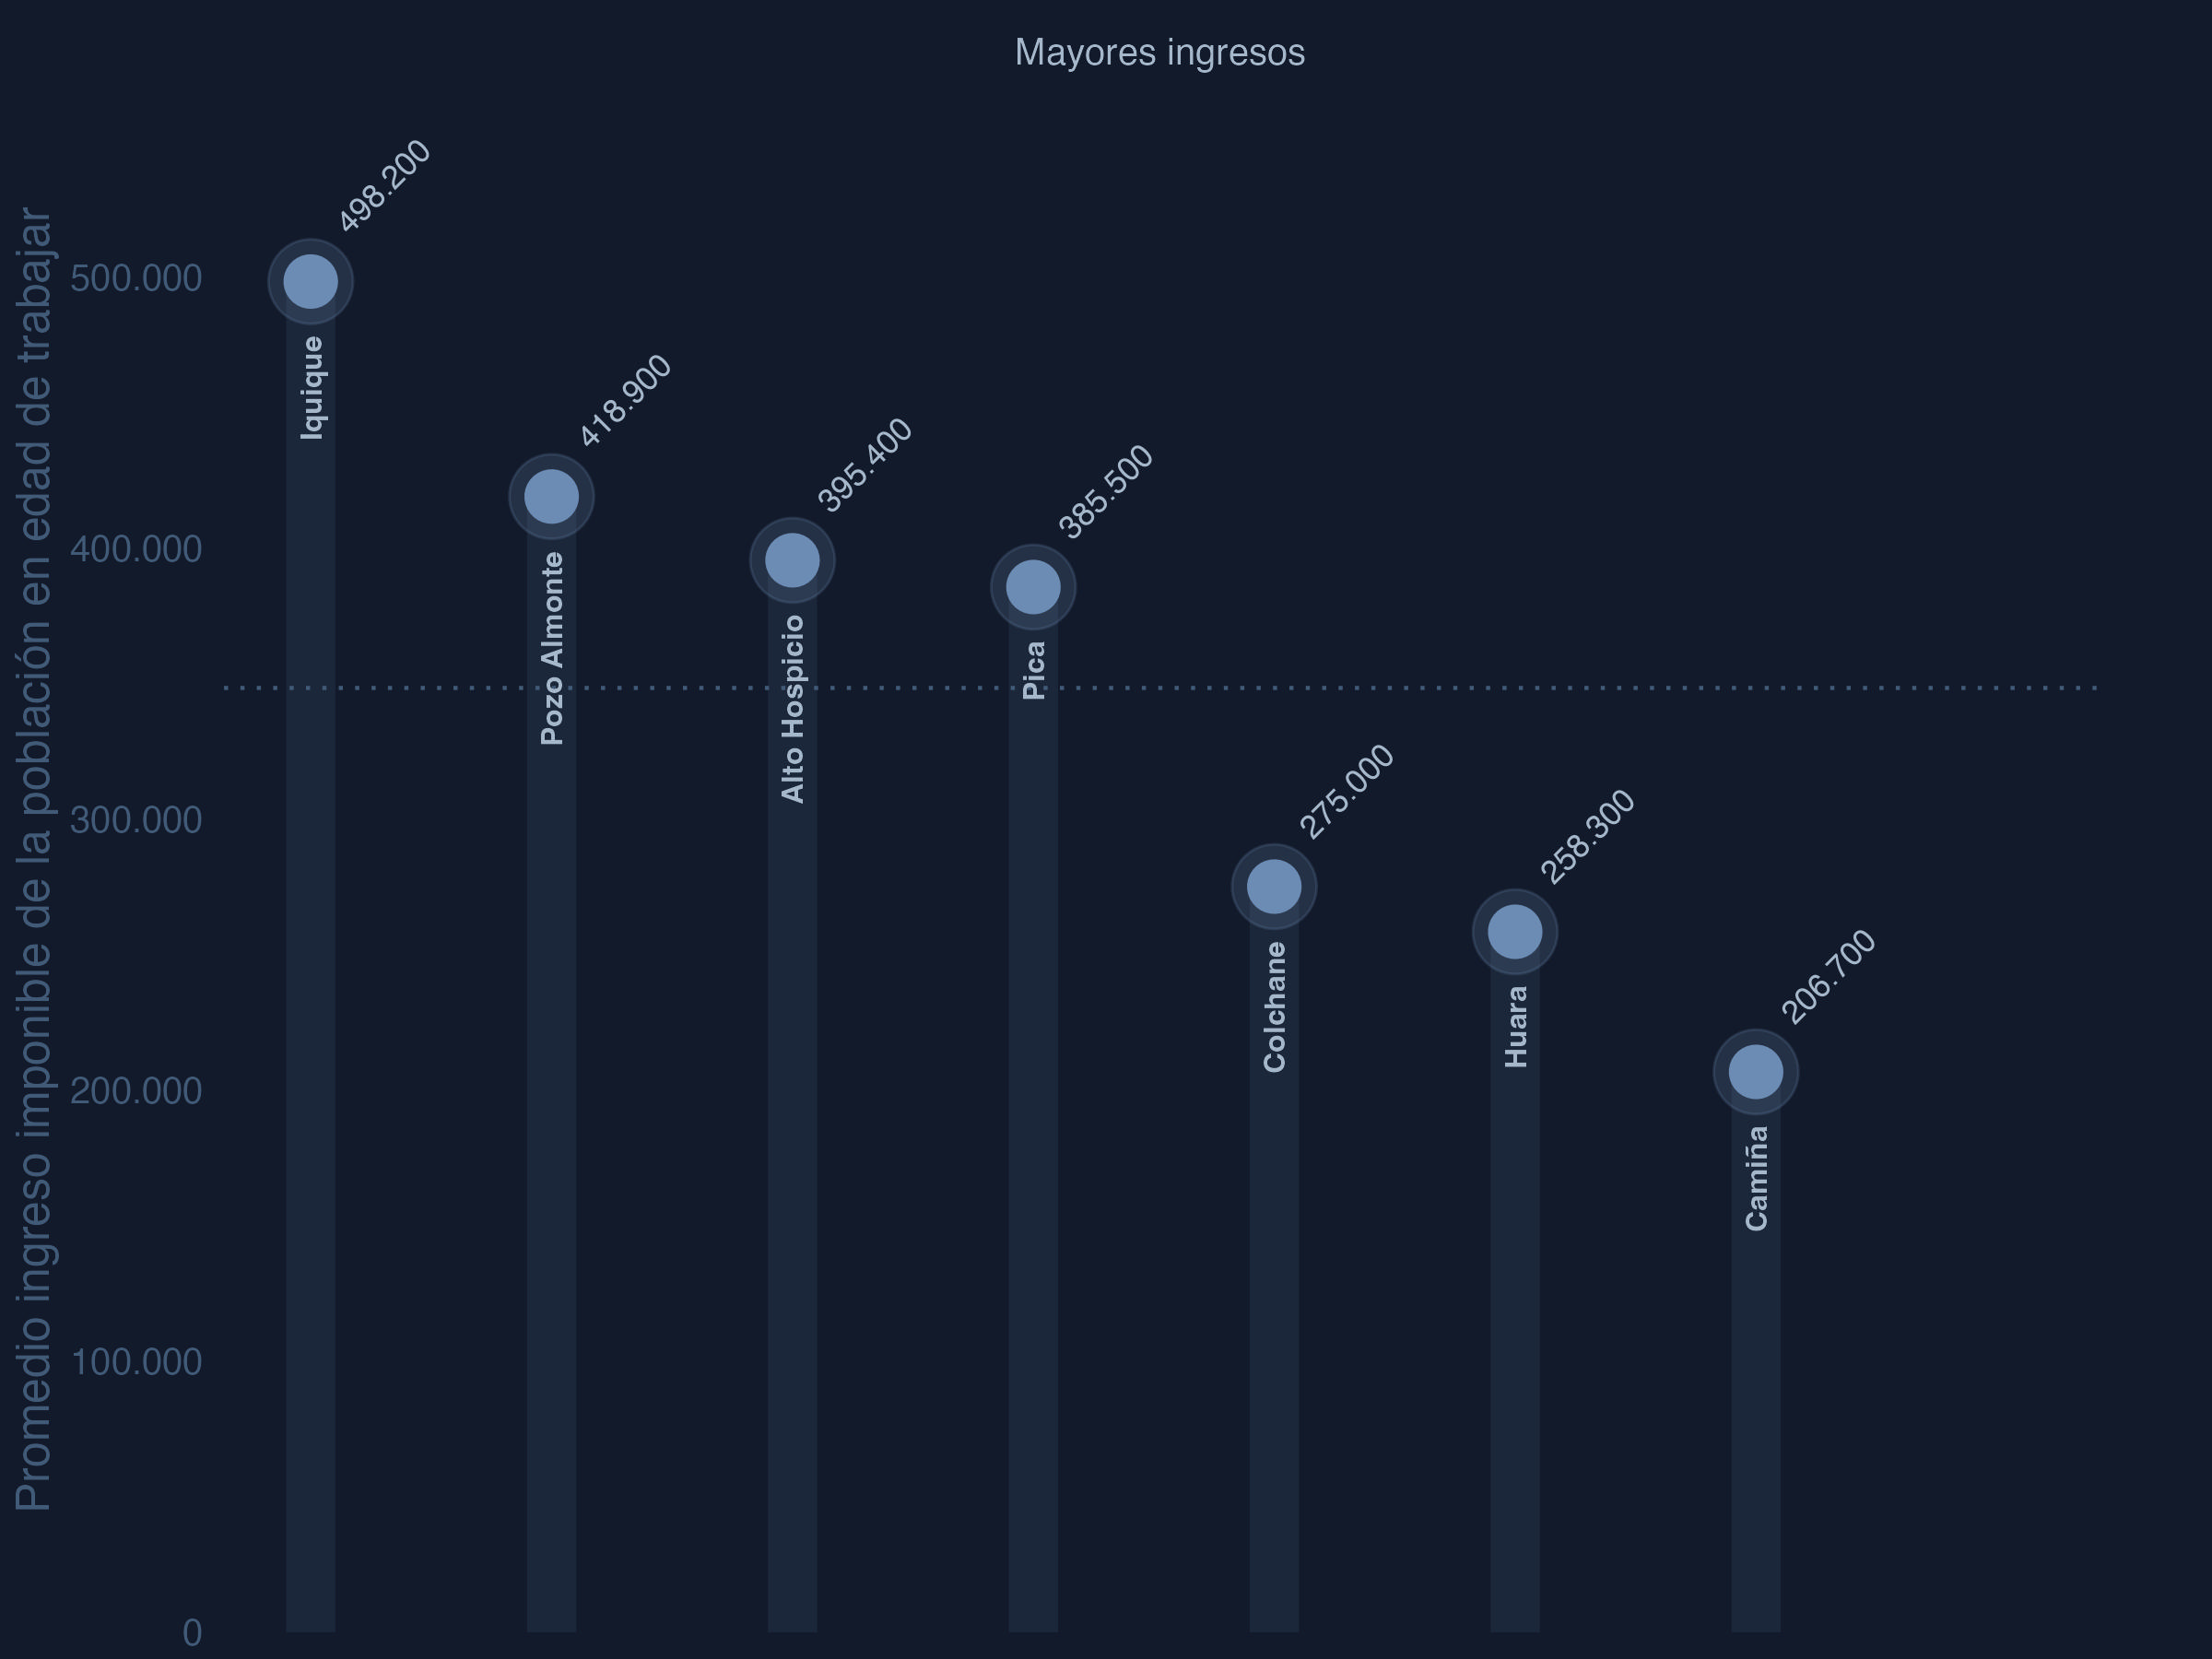 Mayores ingresos
Promedio ingreso imponible de la población en edad de trabajar
500.000
400.000
300.000
200.000
100.000
0
498.200
Iquique
418.900
Pozo Almonte
395.400
Alto Hospicio
385.500
Pica
275.000
Colchane
258.300
Huara
206.700
Camiña